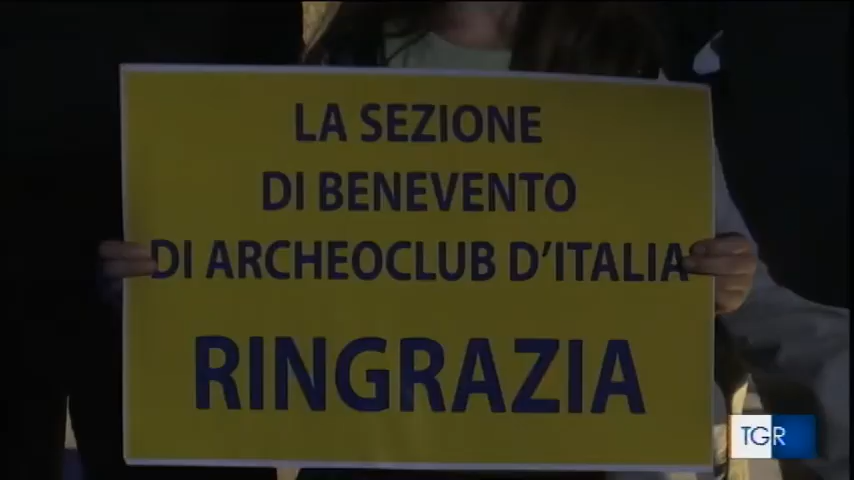 LA SEZIONE
DI BENEVENTO
DI ARCHEOCLUB D'ITALIA
RINGRAZIA
TGR